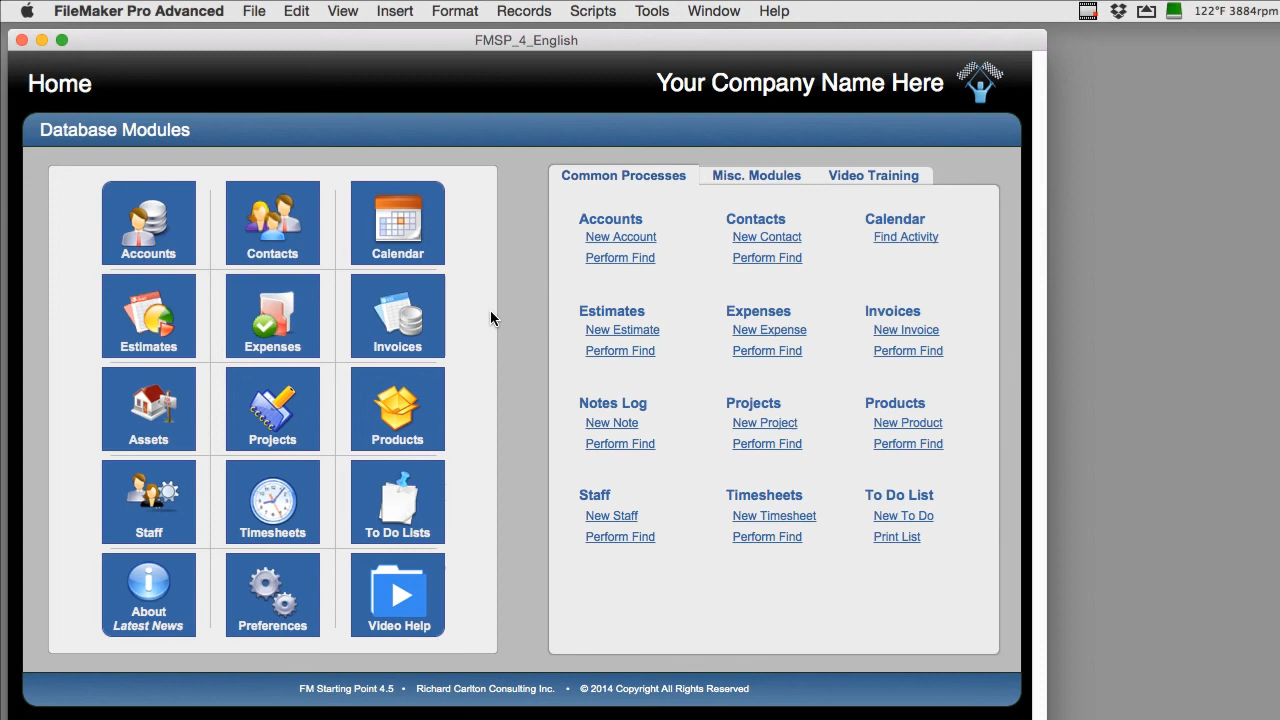 FileMaker Pro Advanced File Edit View Insert Format Records Scripts Tools Window Help 122°F 3884rpm
FMSP_4_English
Home
Your Company Name Here
Database Modules
Accounts
Contacts
Calendar
Estimates
Expenses
Invoices
Assets
Projects
Products
Staff
Timesheets
To Do Lists
About
Latest News
Preferences
Video Help
Common Processes Misc. Modules Video Training
Accounts
New Account
Perform Find
Contacts
New Contact
Perform Find
Calendar
Find Activity
Estimates
New Estimate
Perform Find
Expenses
New Expense
Perform Find
Invoices
New Invoice
Perform Find
Notes Log
New Note
Perform Find
Projects
New Project
Perform Find
Products
New Product
Perform Find
Staff
New Staff
Perform Find
Timesheets
New Timesheet
Perform Find
To Do List
New To Do
Print List
FM Starting Point 4.5 • Richard Carlton Consulting Inc. • © 2014 Copyright All Rights Reserved